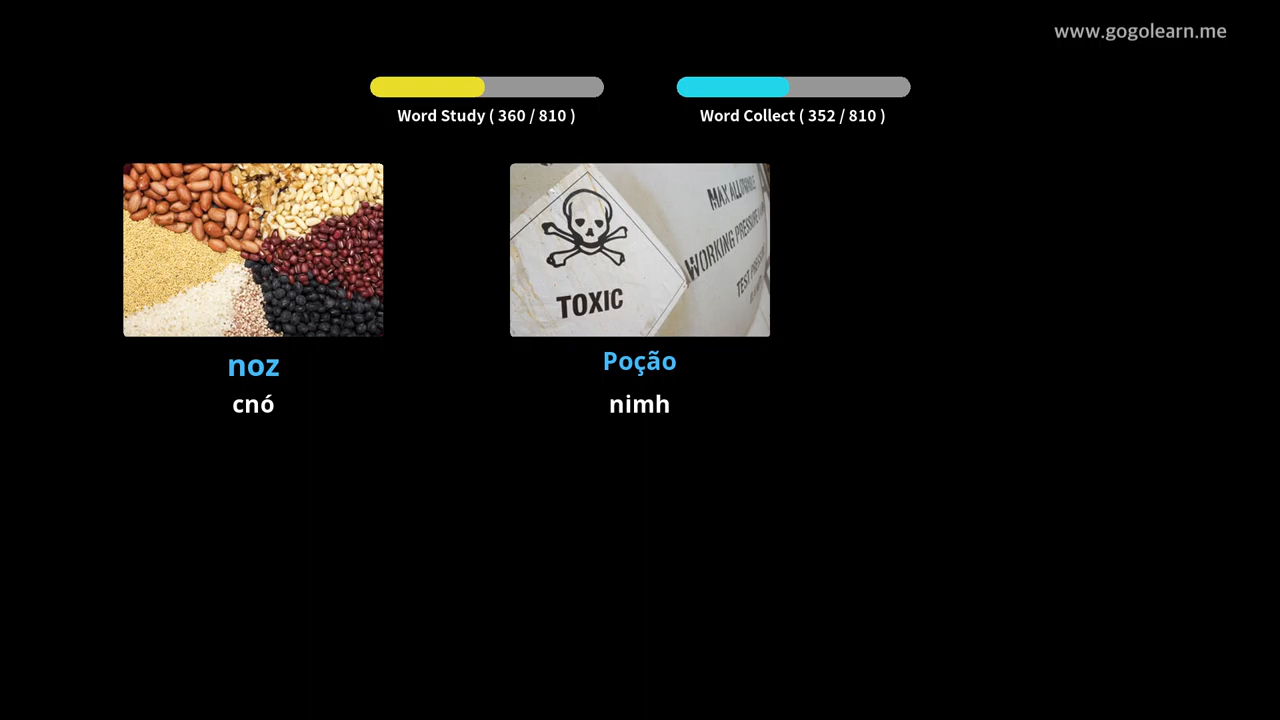 www.gogolearn.me
Word Study ( 360 / 810 )
Word Collect ( 352 / 810 )
TOXIC
MAX
WORKING PRESSURE
TEST
noz
Poção
cnó
nimh